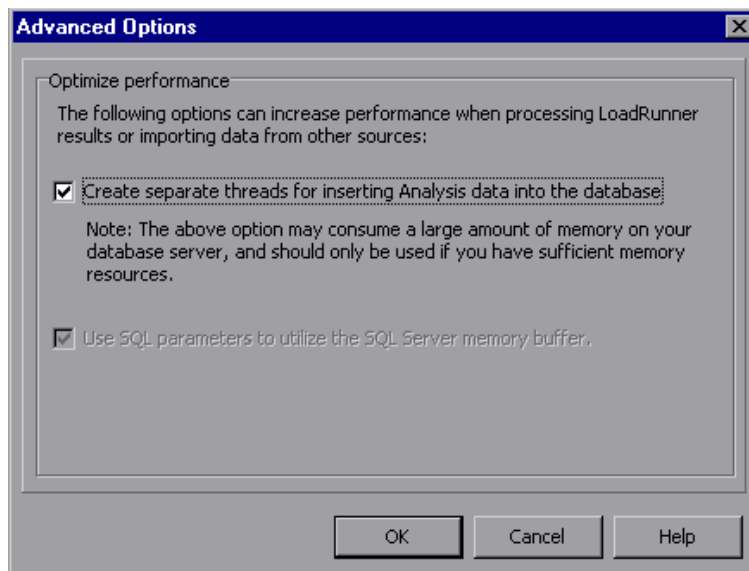 Advanced Options
Optimize performance
The following options can increase performance when processing LoadRunner
results or importing data from other sources:
Create separate threads for inserting Analysis data into the database
Note: The above option may consume a large amount of memory on your
database server, and should only be used if you have sufficient memory
resources.
Use SQL parameters to utilize the SQL Server memory buffer.
OK Cancel Help